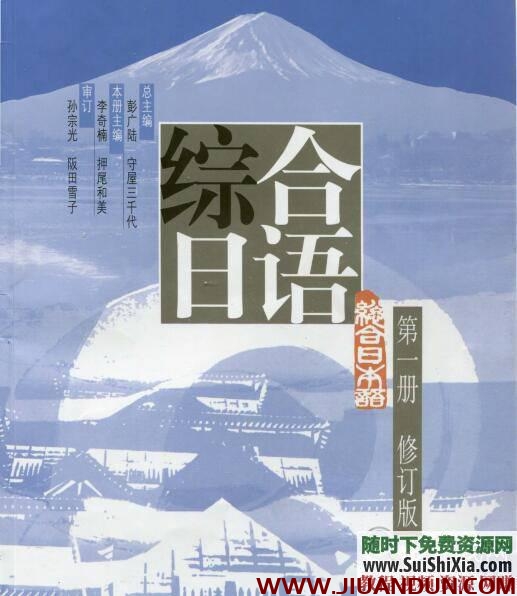 总主编
彭广陆 守屋三千代
本册主编
李奇楠 押尾和美
审订
孙宗光 阪田雪子
综合
日语
綜合日本語
第一册 修订版
随时下免费资源网
www.SuiShiXia.com
WWW.JIUANDUN.COM